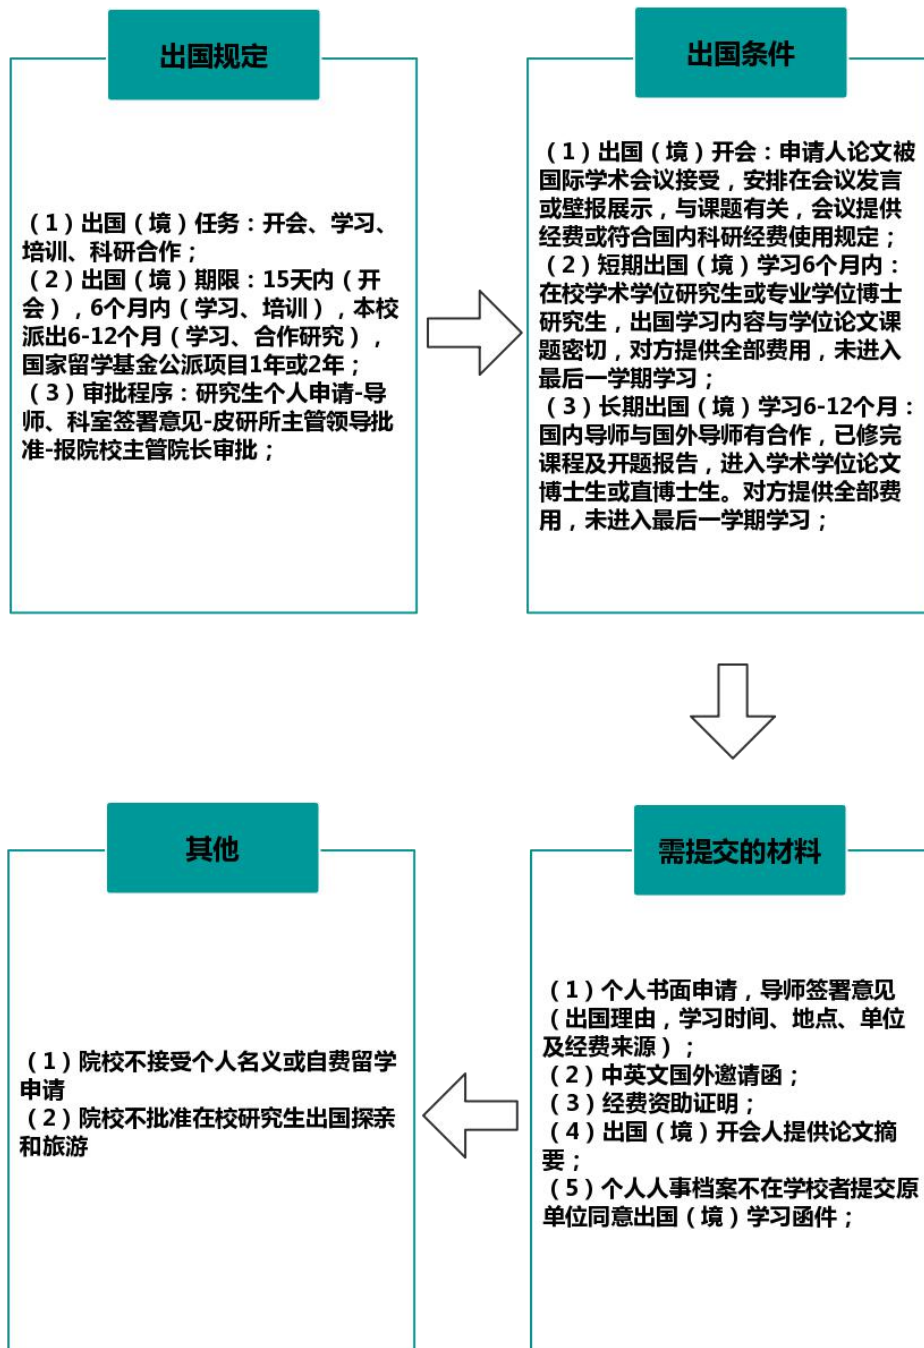 出国规定
（1）出国（境）任务：开会、学习、
培训、科研合作；
（2）出国（境）期限：15天内（开
会），6个月内（学习、培训），本校
派出6-12个月（学习、合作研究），
国家留学基金公派项目1年或2年；
（3）审批程序：研究生个人申请-导
师、科室签署意见-皮研所主管领导批
准-报院校主管院长审批；
出国条件
（1）出国（境）开会：申请人论文被
国际学术会议接受，安排在会议发言
或壁报展示，与课题有关，会议提供
经费或符合国内科研经费使用规定；
（2）短期出国（境）学习6个月内：
在校学术学位研究生或专业学位博士
研究生，出国学习内容与学位论文课
题密切，对方提供全部费用，未进入
最后一学期学习；
（3）长期出国（境）学习6-12个月：
国内导师与国外导师有合作，已修完
课程及开题报告，进入学术学位论文
博士生或直博士生。对方提供全部费
用，未进入最后一学期学习；
需提交的材料
（1）个人书面申请，导师签署意见
（出国理由，学习时间、地点、单位
及经费来源）；
（2）中英文国外邀请函；
（3）经费资助证明；
（4）出国（境）开会人提供论文摘
要；
（5）个人人事档案不在学校者提交原
单位同意出国（境）学习函件；
其他
（1）院校不接受个人名义或自费留学
申请
（2）院校不批准在校研究生出国探亲
和旅游